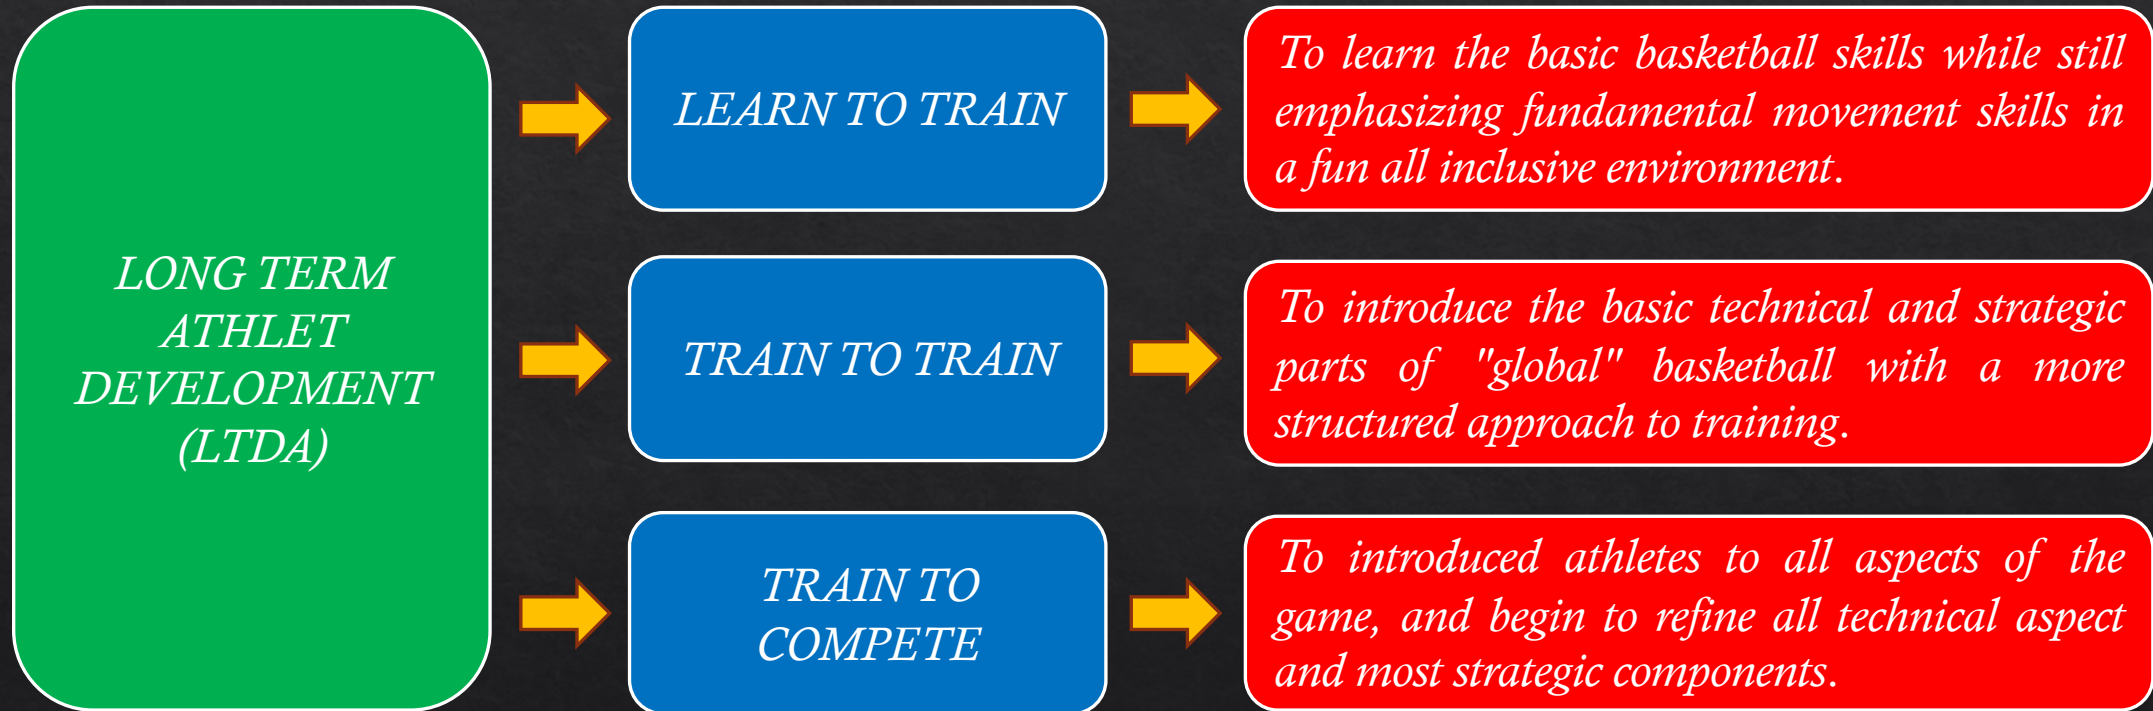 LONG TERM
ATHLET
DEVELOPMENT
(LTDA)
LEARN TO TRAIN
To learn the basic basketball skills while still
emphasizing fundamental movement skills in
a fun all inclusive environment.
TRAIN TO TRAIN
To introduce the basic technical and strategic
parts of "global" basketball with a more
structured approach to training.
TRAIN TO
COMPETE
To introduced athletes to all aspects of the
game, and begin to refine all technical aspect
and most strategic components.